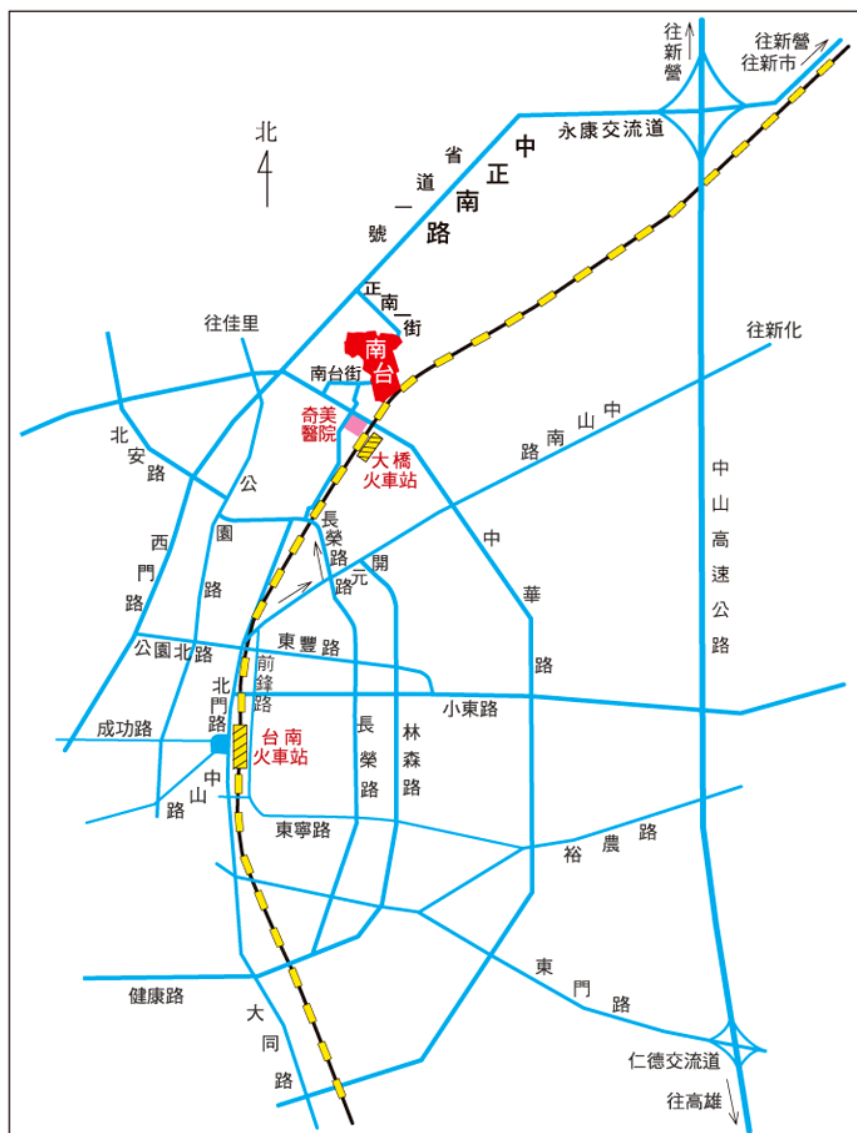 往新營
往新營
往新市
永康交流道
北
省道一號
中正南路
正南一街
往佳里
南台
南台街
往新化
奇美
醫院
中山南路
大橋
火車站
北安路
公園路
長榮路
中山高速公路
西門路
開元路
中華路
公園北路
東豐路
前鋒路
北門路
小東路
成功路
台南
火車站
長榮路
林森路
中山路
東寧路
裕農路
東門路
健康路
大同路
仁德交流道
往高雄